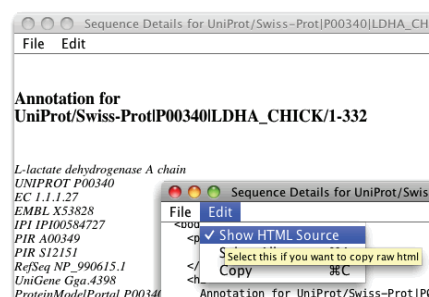 Sequence Details for UniProt/Swiss-Prot|P00340|LDHA_CH
File Edit
Annotation for
UniProt/Swiss-Prot|P00340|LDHA_CHICK/1-332
L-lactate dehydrogenase A chain
UNIPROT P00340
EC 1.1.1.27
EMBL X53828
IPI IPI00584727
PIR A00349
PIR S12151
RefSeq NP_990615.1
UniGene Gga.4398
ProteinModelPortal P00340
Sequence Details for UniProt/Swis
File Edit
<bod
<p
✓ Show HTML Source
Select this if you want to copy raw html
</
Copy ⌘C
<h
Annotation for UniProt/Swiss-Prot|P0